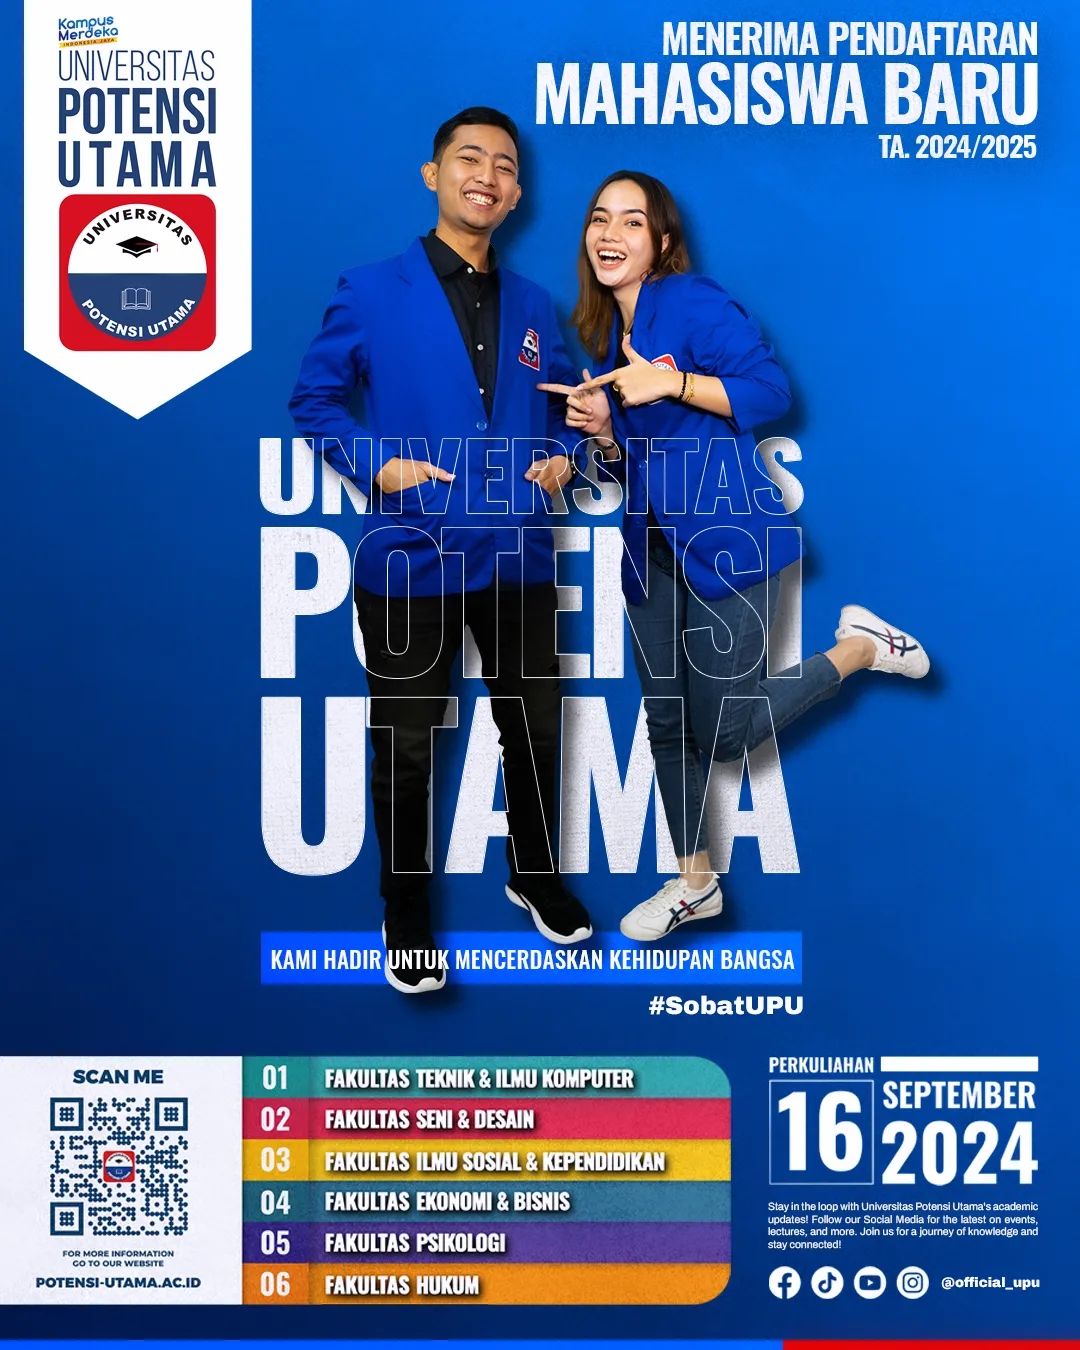 Kampus
Merdeka
INDONESIA JAYA
UNIVERSITAS
POTENSI
UTAMA
UNIVERSITAS
POTENSI UTAMA
MENERIMA PENDAFTARAN
MAHASISWA BARU
TA. 2024/2025
UNIVERSITAS
POTENSI
UTAMA
KAMI HADIR UNTUK MENCERDASKAN KEHIDUPAN BANGSA
#SobatUPU
SCAN ME
FOR MORE INFORMATION
GO TO OUR WEBSITE
POTENSI-UTAMA.AC.ID
01 FAKULTAS TEKNIK & ILMU KOMPUTER
02 FAKULTAS SENI & DESAIN
03 FAKULTAS ILMU SOSIAL & KEPENDIDIKAN
04 FAKULTAS EKONOMI & BISNIS
05 FAKULTAS PSIKOLOGI
06 FAKULTAS HUKUM
PERKULIAHAN
16 SEPTEMBER
2024
Stay in the loop with Universitas Potensi Utama's academic
updates! Follow our Social Media for the latest on events,
lectures, and more. Join us for a journey of knowledge and
stay connected!
@official_upu